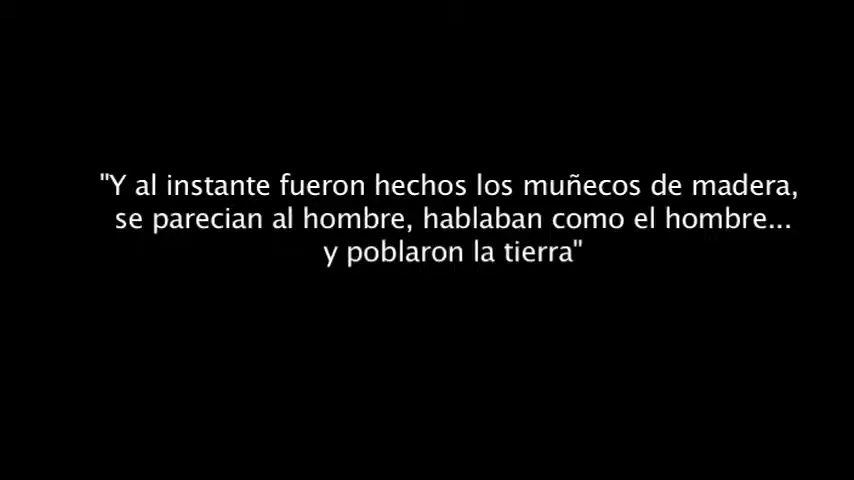 "Y al instante fueron hechos los muñecos de madera,
se parecian al hombre, hablaban como el hombre...
y poblaron la tierra"